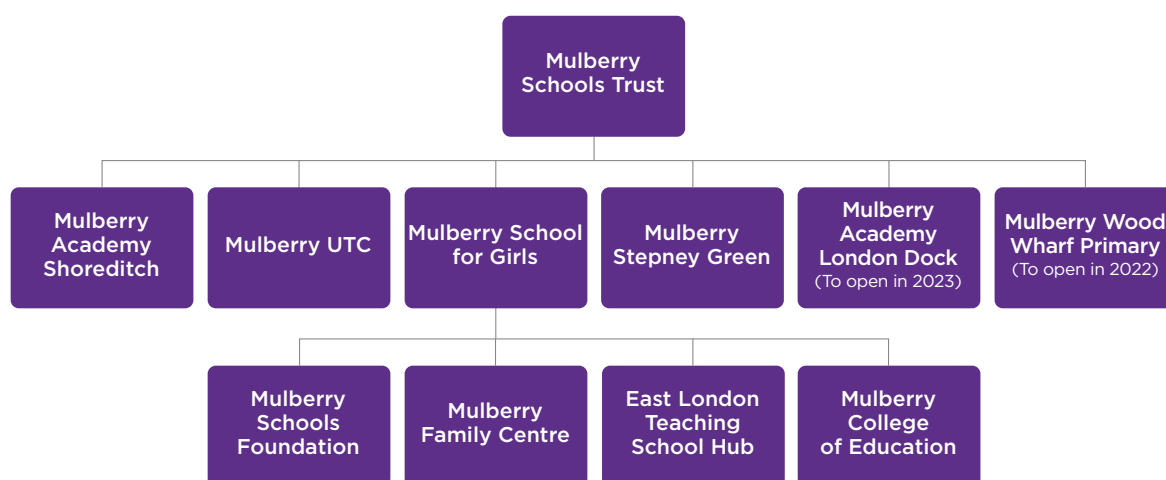 Mulberry
Schools Trust
Mulberry
Academy
Shoreditch
Mulberry UTC
Mulberry School
for Girls
Mulberry
Stepney Green
Mulberry
Academy
London Dock
(To open in 2023)
Mulberry Wood
Wharf Primary
(To open in 2022)
Mulberry
Schools
Foundation
Mulberry
Family Centre
East London
Teaching
School Hub
Mulberry
College
of Education